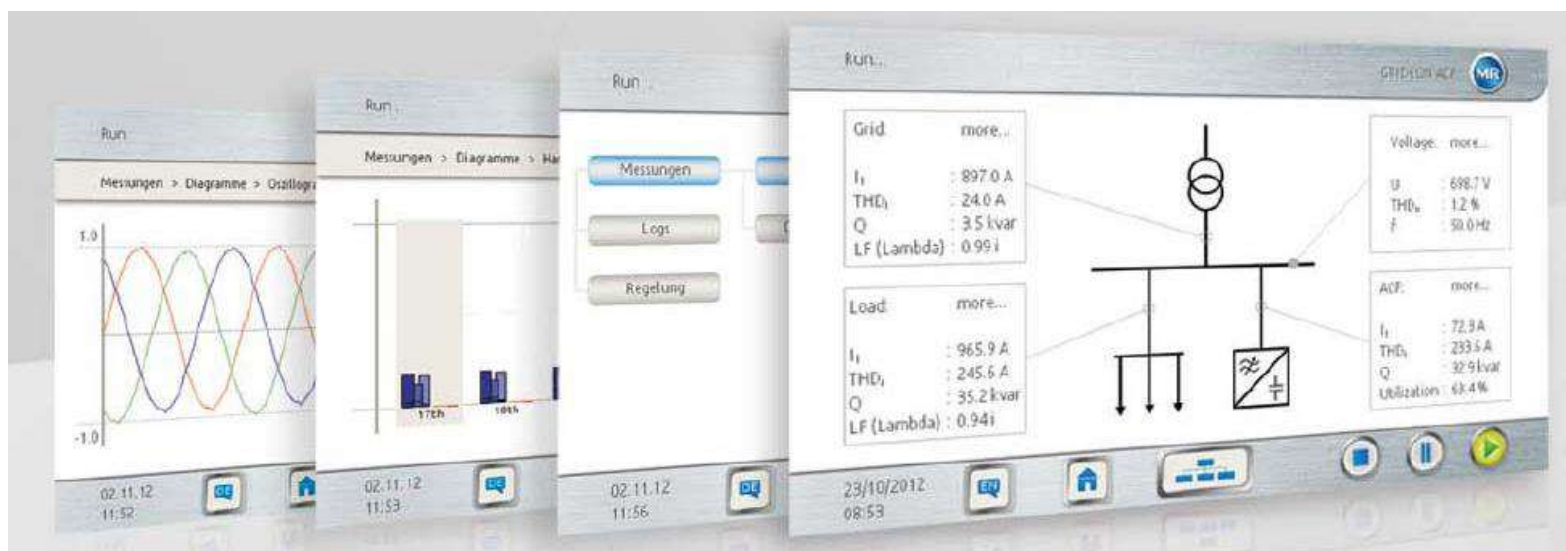 Run
Messungen > Diagramme > Oszillogra
1.0
-1.0
02.11.12
11:52
DE
Run .
Messungen > Diagramme > Har
17th
18th
02.11.12
11:53
DE
Run .
Messungen
Logs
Regelung
02.11.12
11:56
DE
Run...
GRIDCON ACF
MR
Grid: more...
I₁ : 897.0 A
THDᵢ : 24.0 A
Q : 3.5 kvar
LF (Lambda) : 0.99 i
Load: more...
I₁ : 965.9 A
THDᵢ : 245.6 A
Q : 35.2 kvar
LF (Lambda) : 0.94 i
Voltage: more...
U : 698.7 V
THDᵤ : 1.2 %
f : 50.0 Hz
ACF: more...
I₁ : 72.3 A
THDᵢ : 233.6 A
Q : 32.9 kvar
Utilization : 63.4 %
23/10/2012
08:53
EN